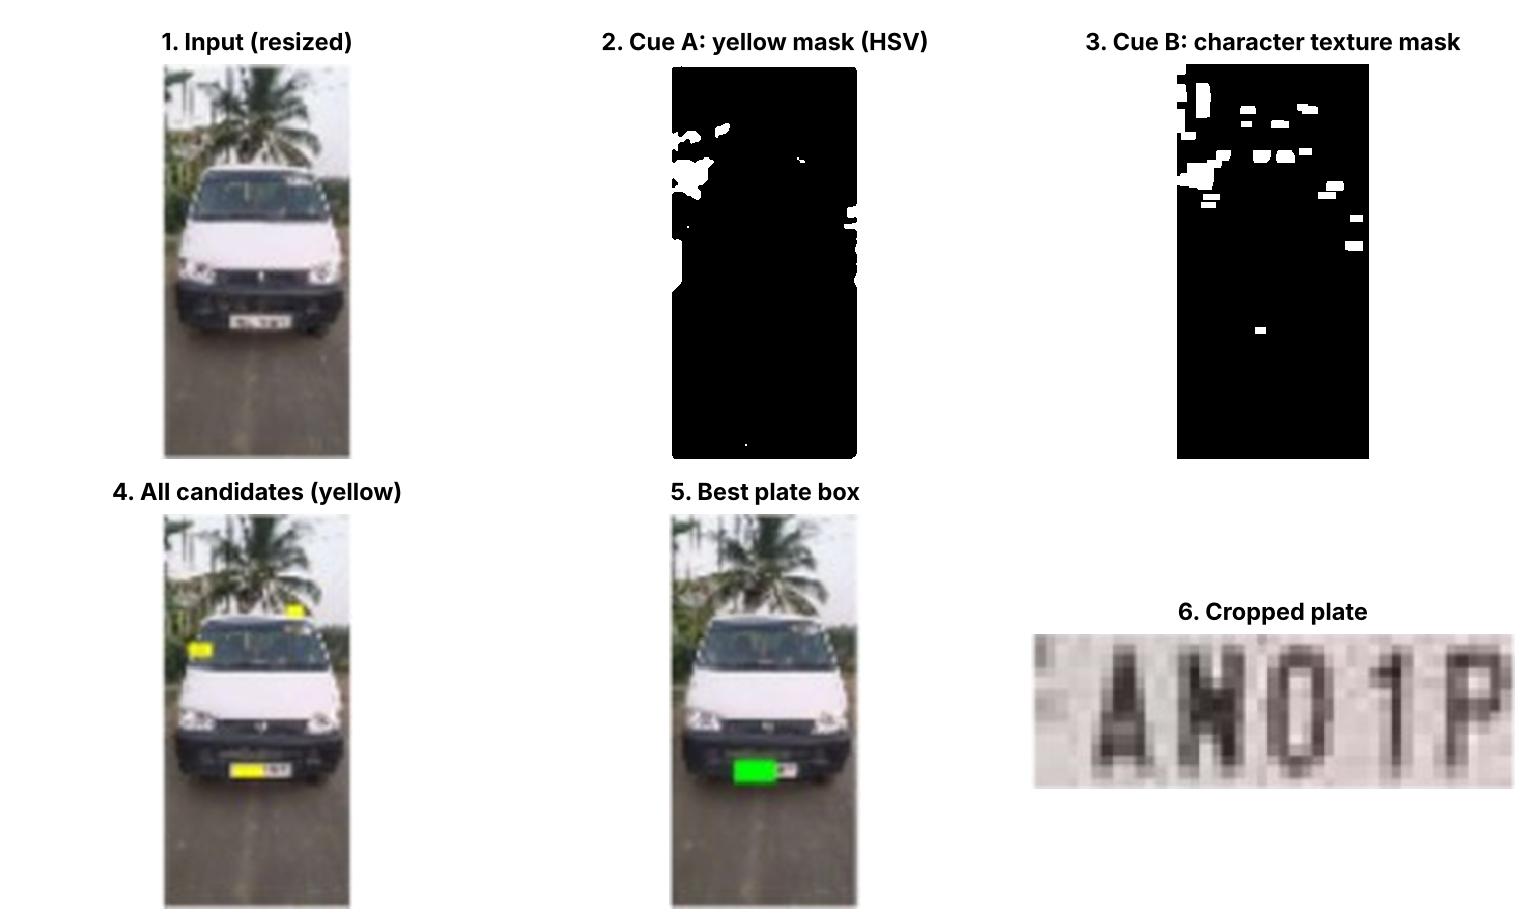 1. Input (resized)
2. Cue A: yellow mask (HSV)
3. Cue B: character texture mask
4. All candidates (yellow)
5. Best plate box
6. Cropped plate
AN01P